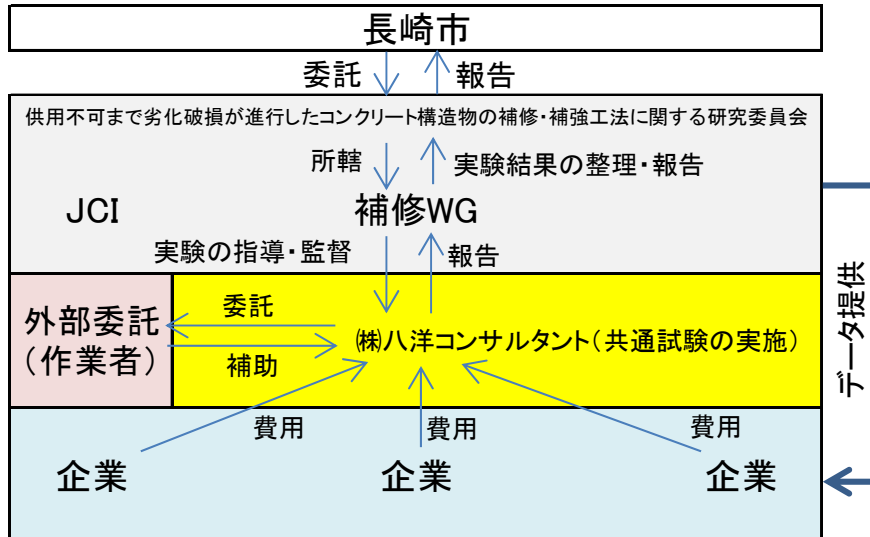 長崎市
委託
報告
供用不可まで劣化破損が進行したコンクリート構造物の補修・補強工法に関する研究委員会
所轄
実験結果の整理・報告
JCI
補修WG
実験の指導・監督
報告
データ提供
外部委託
(作業者)
委託
㈱八洋コンサルタント(共通試験の実施)
補助
費用
費用
費用
企業
企業
企業